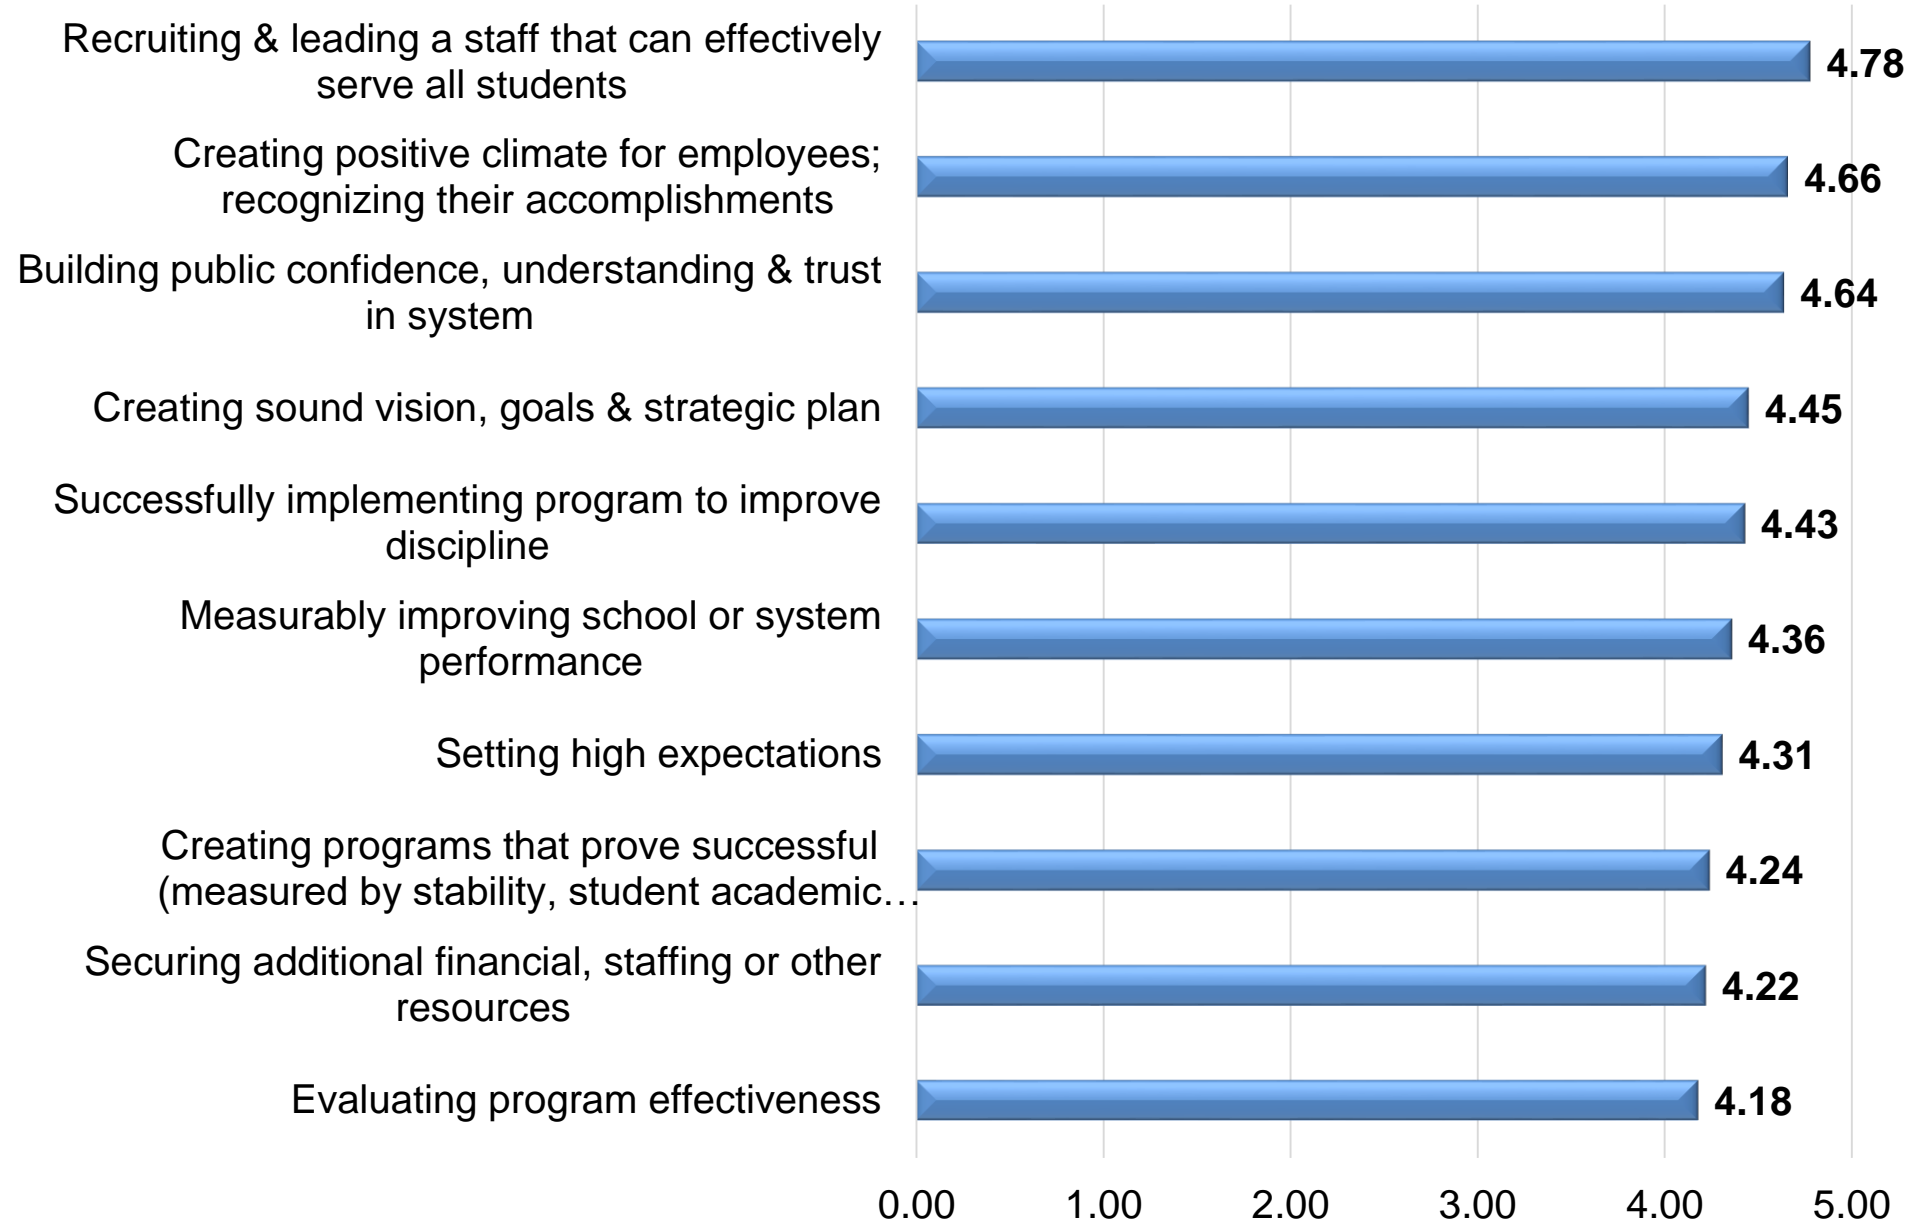 Recruiting & leading a staff that can effectively
serve all students
4.78
Creating positive climate for employees;
recognizing their accomplishments
4.66
Building public confidence, understanding & trust
in system
4.64
Creating sound vision, goals & strategic plan
4.45
Successfully implementing program to improve
discipline
4.43
Measurably improving school or system
performance
4.36
Setting high expectations
4.31
Creating programs that prove successful
(measured by stability, student academic…
4.24
Securing additional financial, staffing or other
resources
4.22
Evaluating program effectiveness
4.18
0.00 1.00 2.00 3.00 4.00 5.00